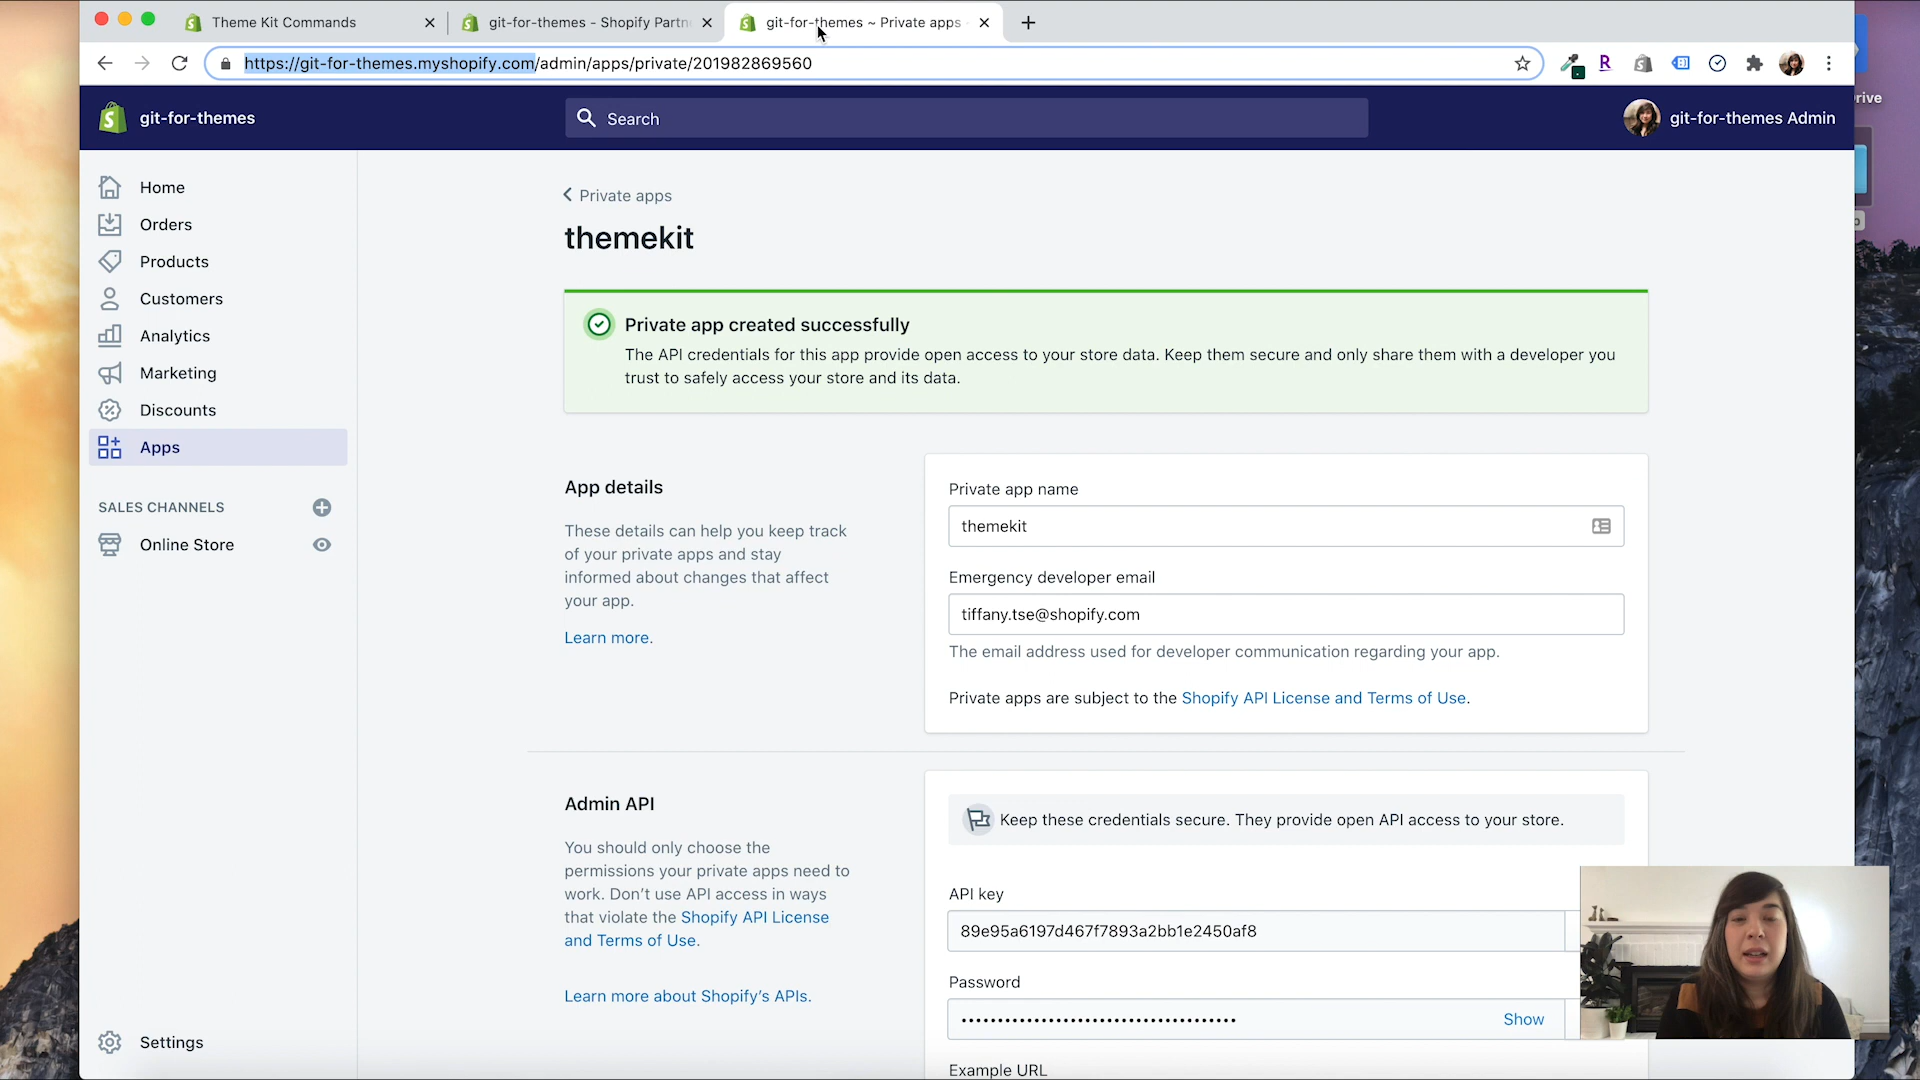 Theme Kit Commands
git-for-themes - Shopify Partn
git-for-themes ~ Private apps
https://git-for-themes.myshopify.com/admin/apps/private/201982869560
rive
git-for-themes
Search
git-for-themes Admin
Home
Orders
Products
Customers
Analytics
Marketing
Discounts
Apps
SALES CHANNELS
Online Store
Settings
Private apps
themekit
Private app created successfully
The API credentials for this app provide open access to your store data. Keep them secure and only share them with a developer you
trust to safely access your store and its data.
App details
These details can help you keep track
of your private apps and stay
informed about changes that affect
your app.
Learn more.
Private app name
themekit
Emergency developer email
tiffany.tse@shopify.com
The email address used for developer communication regarding your app.
Private apps are subject to the Shopify API License and Terms of Use.
Admin API
You should only choose the
permissions your private apps need to
work. Don't use API access in ways
that violate the Shopify API License
and Terms of Use.
Learn more about Shopify's APIs.
Keep these credentials secure. They provide open API access to your store.
API key
89e95a6197d467f7893a2bb1e2450af8
Password
••••••••••••••••••••••••••••••••••••••
Show
Example URL